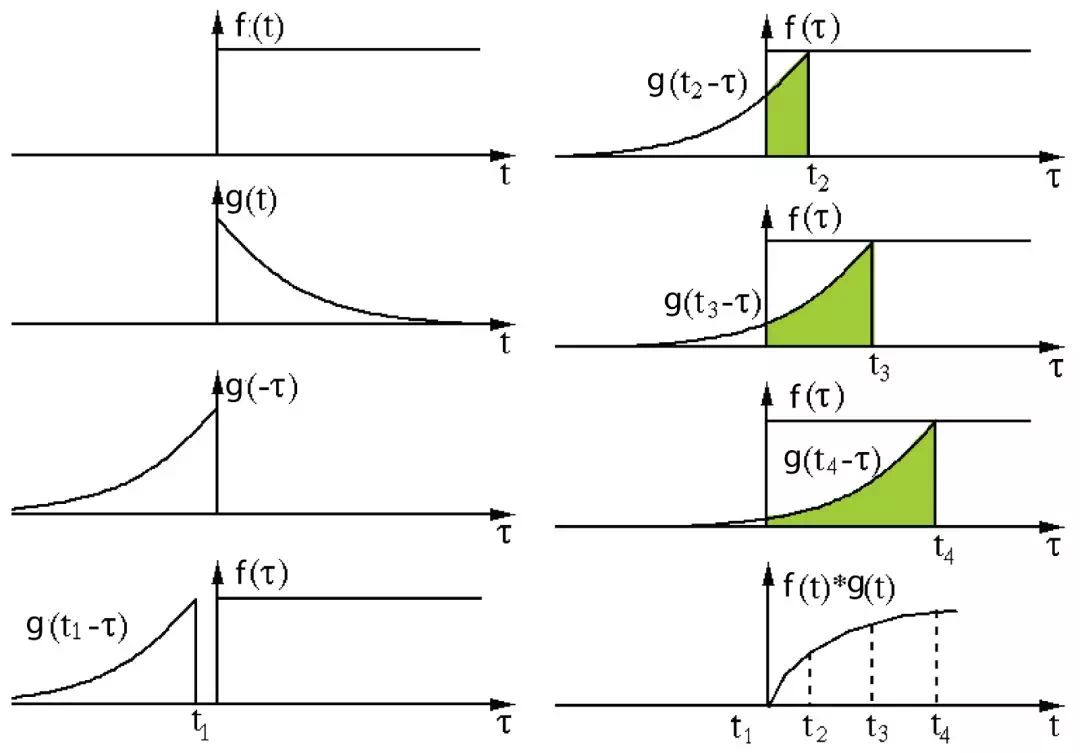 f(t)
t
g(t)
t
g(-τ)
τ
f(τ)
g(t₁-τ)
t₁
τ
f(τ)
g(t₂-τ)
t₂
τ
f(τ)
g(t₃-τ)
t₃
τ
f(τ)
g(t₄-τ)
t₄
τ
f(t)*g(t)
t₁ t₂ t₃ t₄ t